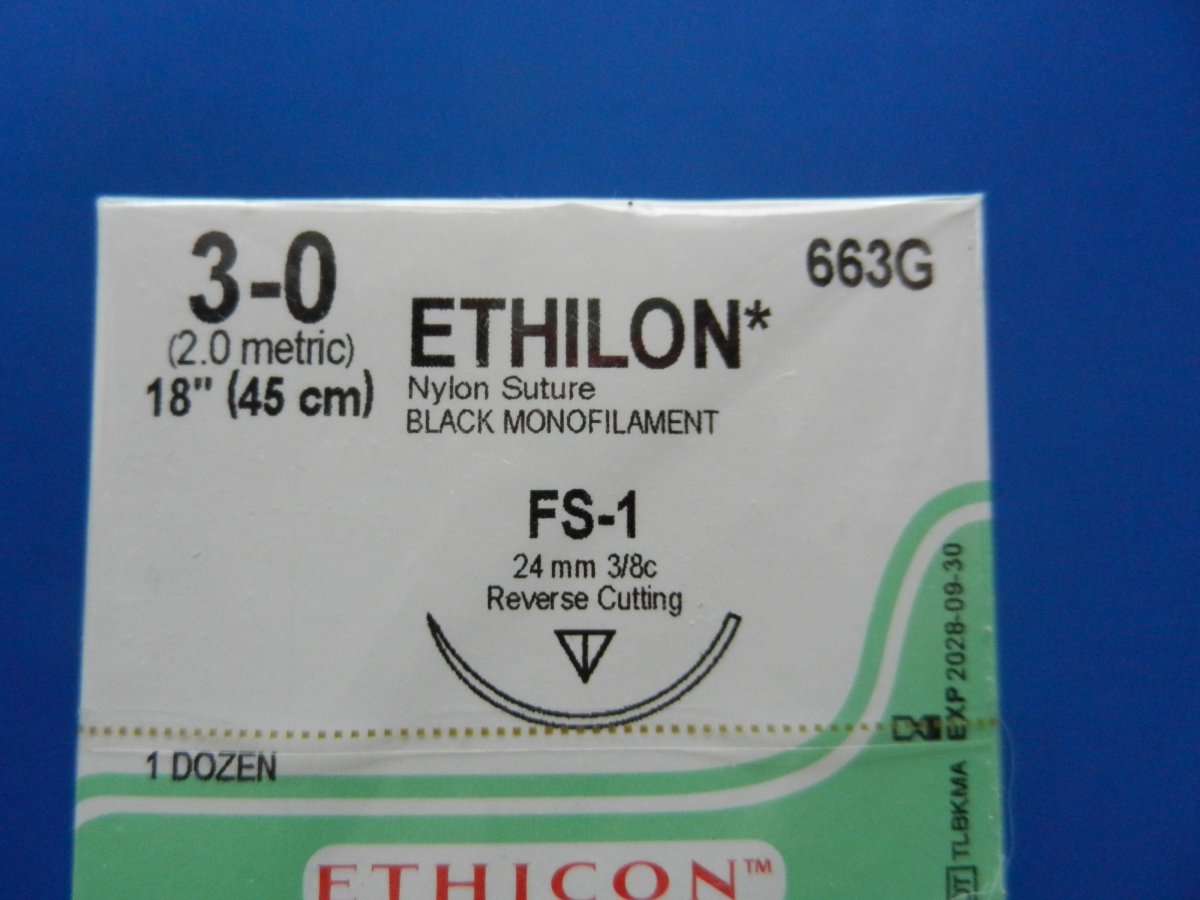 3-0
(2.0 metric)
18" (45 cm)
ETHILON*
Nylon Suture
BLACK MONOFILAMENT
663G
FS-1
24 mm 3/8c
Reverse Cutting
1 DOZEN
EXP 2028-09-30
TLBKMA
ETHICON™